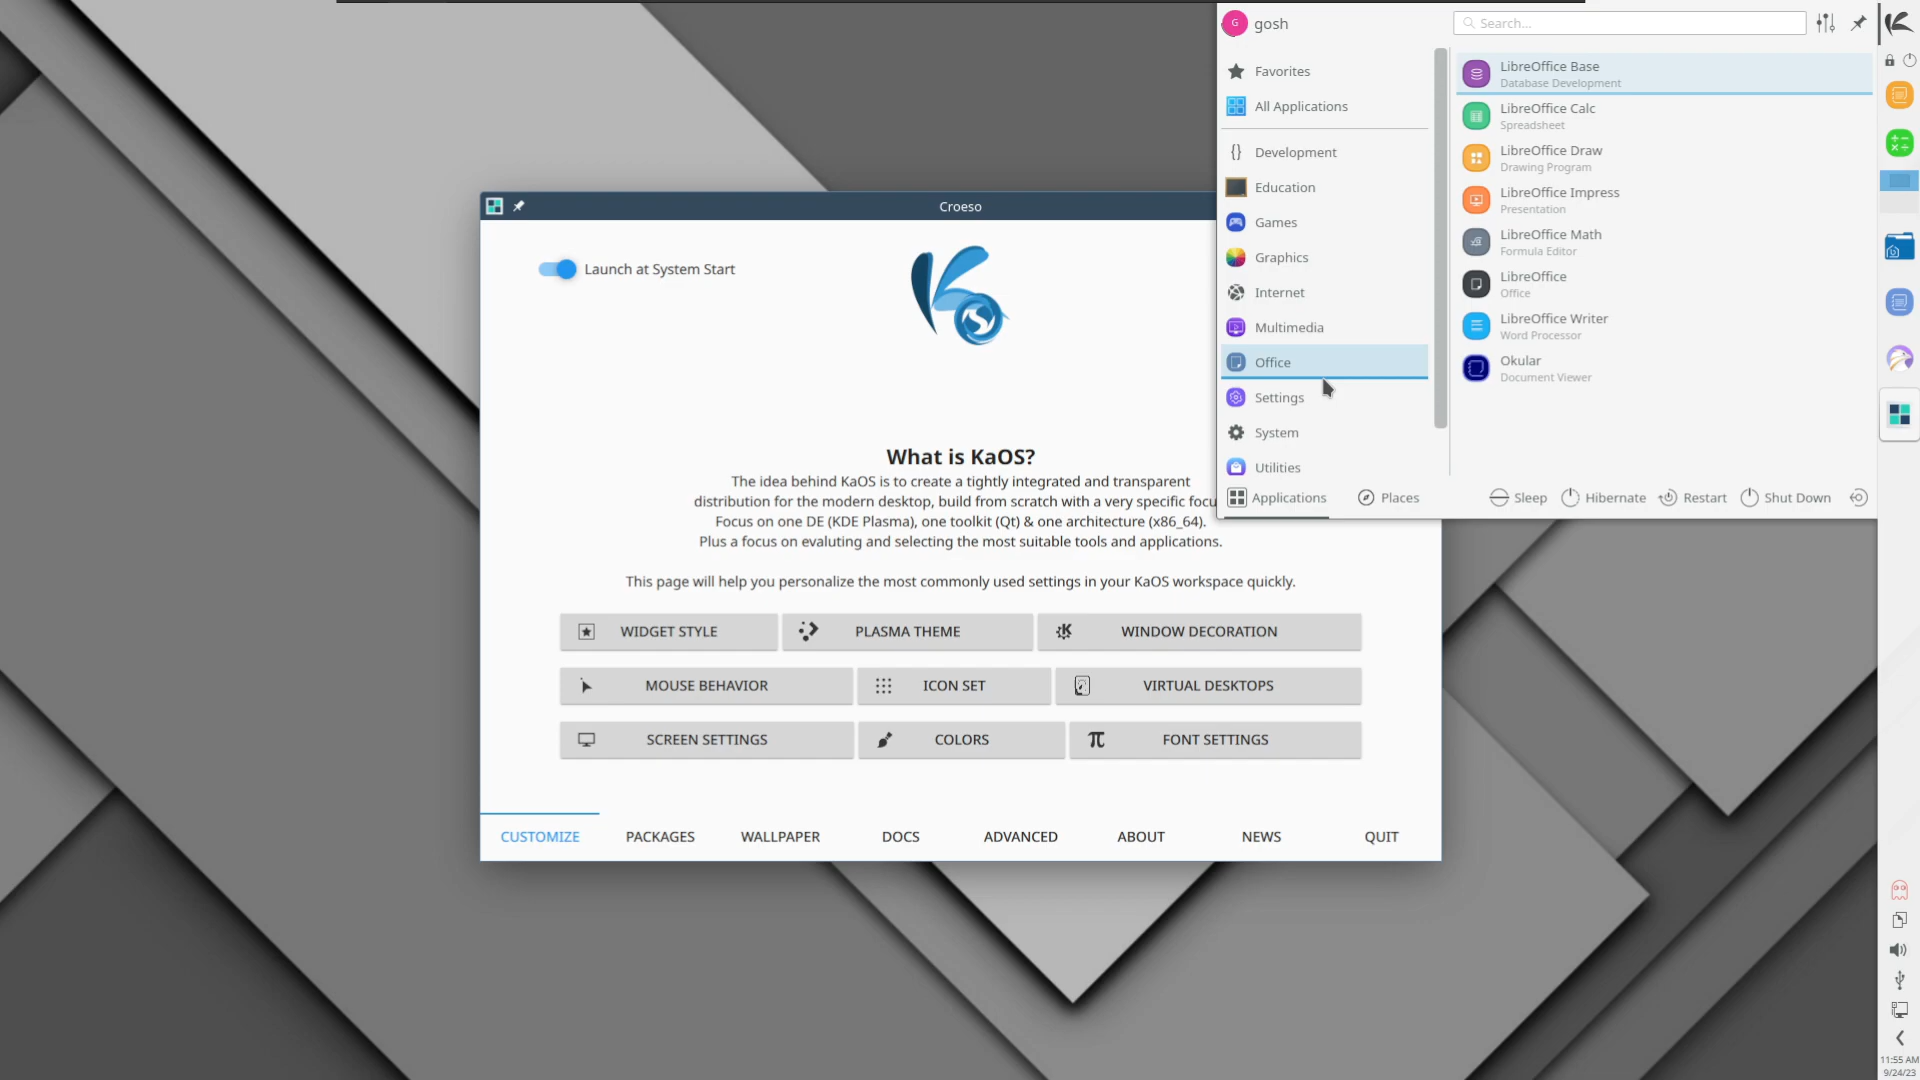 G gosh
Search...
Favorites
All Applications
Development
Education
Games
Graphics
Internet
Multimedia
Office
Settings
System
Utilities
Applications
Places
Sleep
Hibernate
Restart
Shut Down
LibreOffice Base
Database Development
LibreOffice Calc
Spreadsheet
LibreOffice Draw
Drawing Program
LibreOffice Impress
Presentation
LibreOffice Math
Formula Editor
LibreOffice
Office
LibreOffice Writer
Word Processor
Okular
Document Viewer
Croeso
Launch at System Start
What is KaOS?
The idea behind KaOS is to create a tightly integrated and transparent
distribution for the modern desktop, build from scratch with a very specific focu
Focus on one DE (KDE Plasma), one toolkit (Qt) & one architecture (x86_64).
Plus a focus on evaluting and selecting the most suitable tools and applications.
This page will help you personalize the most commonly used settings in your KaOS workspace quickly.
WIDGET STYLE
PLASMA THEME
WINDOW DECORATION
MOUSE BEHAVIOR
ICON SET
VIRTUAL DESKTOPS
SCREEN SETTINGS
COLORS
FONT SETTINGS
CUSTOMIZE
PACKAGES
WALLPAPER
DOCS
ADVANCED
ABOUT
NEWS
QUIT
11:55 AM
9/24/23